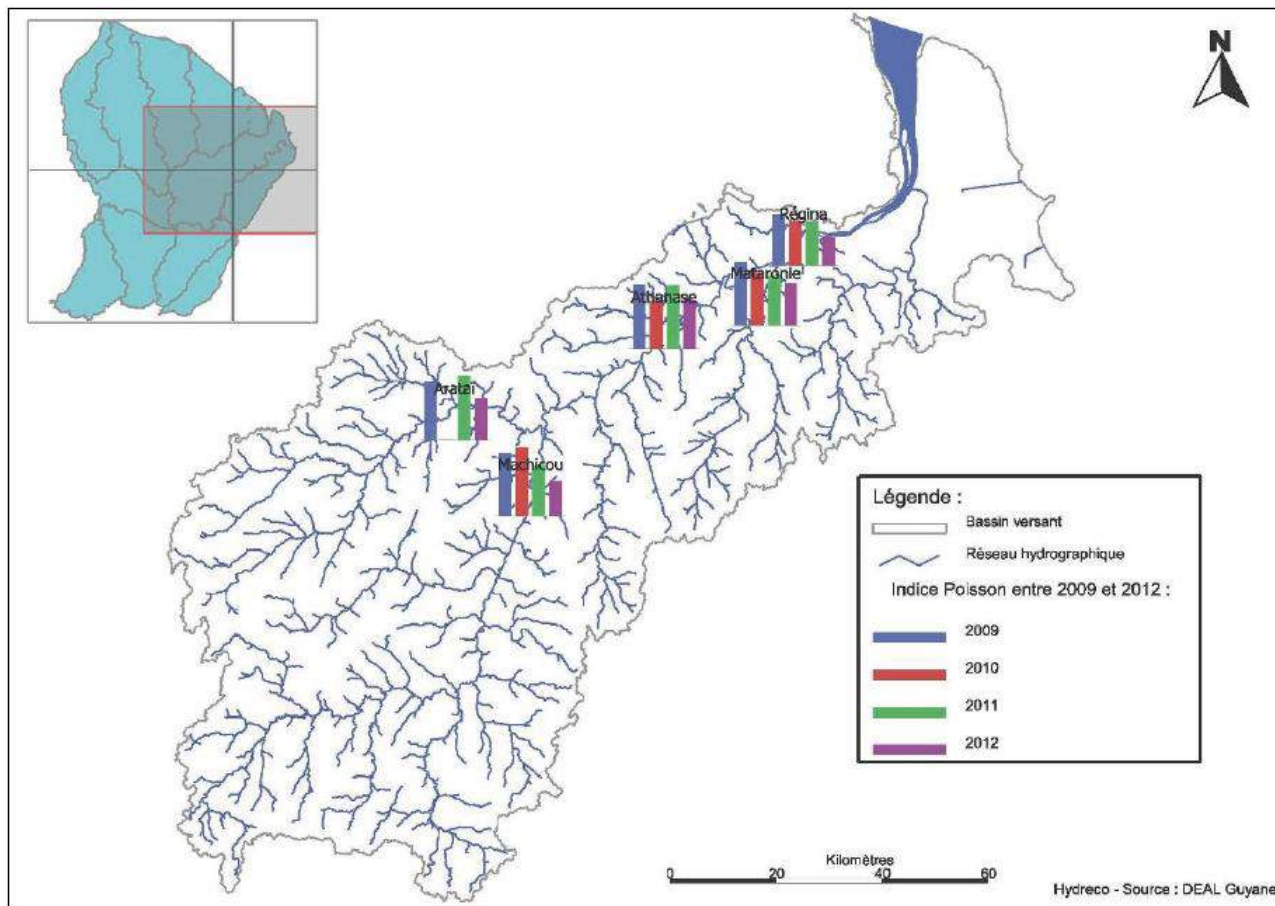 N
Régina
Mataronie
Athanase
Arataï
Machicou
Légende :
Bassin versant
Réseau hydrographique
Indice Poisson entre 2009 et 2012 :
2009
2010
2011
2012
Kilomètres
0 20 40 60
Hydreco - Source : DEAL Guyane